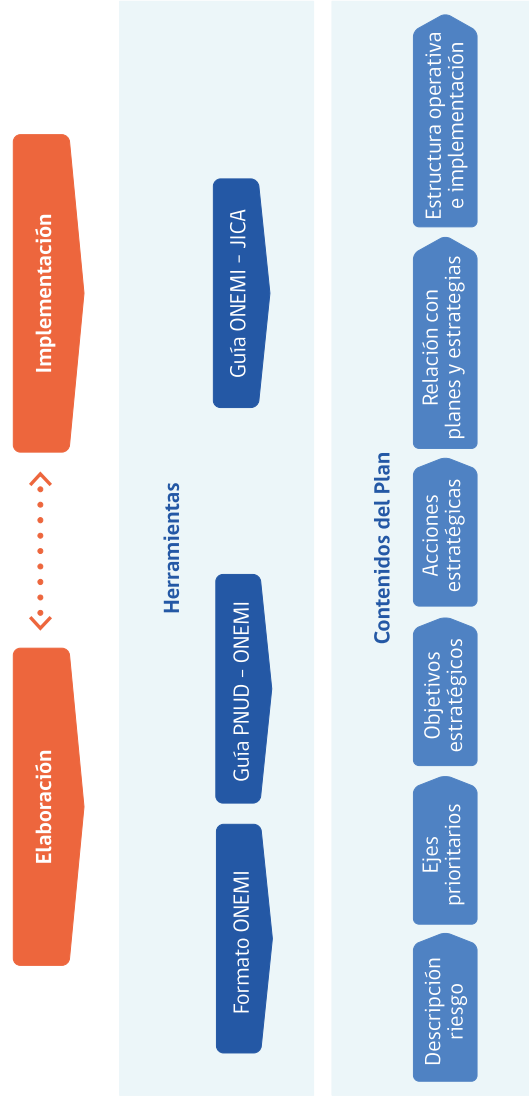 Elaboración
Implementación
Herramientas
Formato ONEMI
Guía PNUD - ONEMI
Guía ONEMI - JICA
Contenidos del Plan
Descripción
riesgo
Ejes
prioritarios
Objetivos
estratégicos
Acciones
estratégicas
Relación con
planes y estrategias
Estructura operativa
e implementación